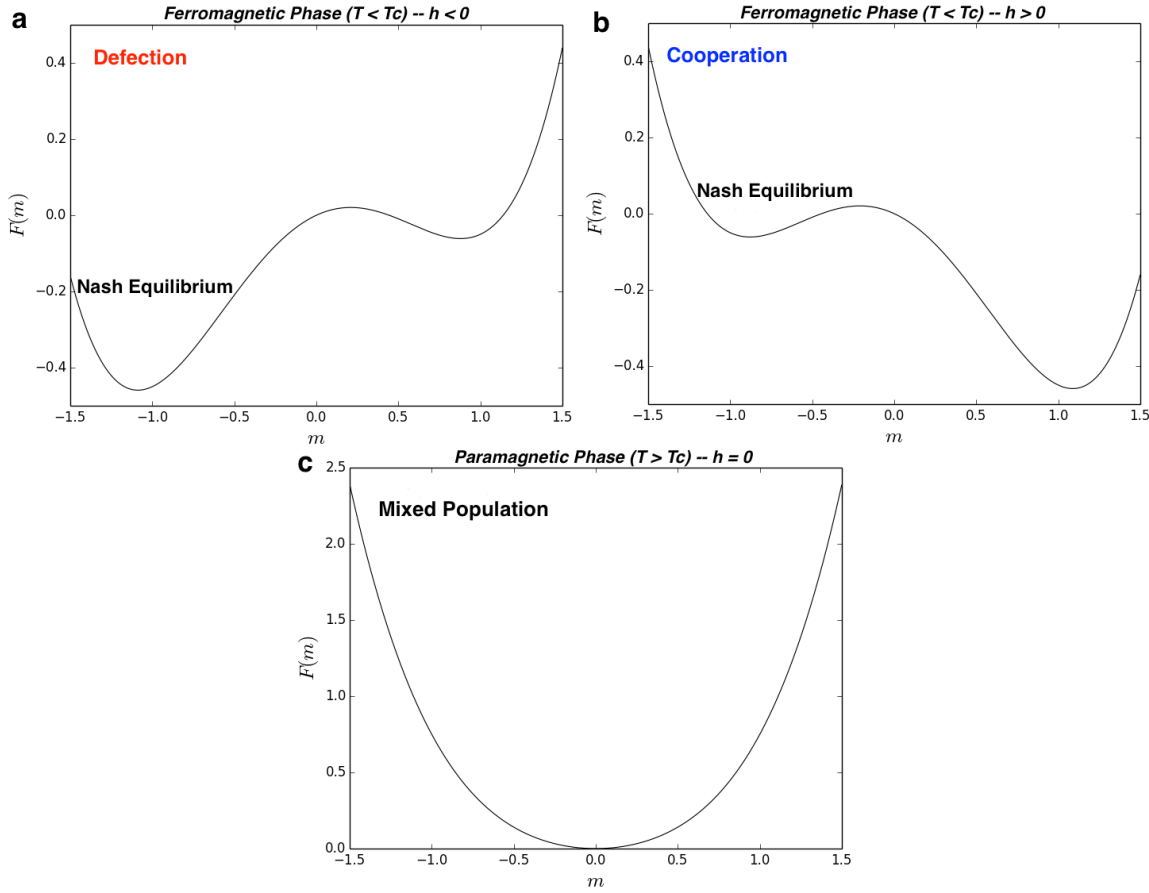 a
Ferromagnetic Phase (T < Tc) -- h < 0
Defection
Nash Equilibrium
0.4
0.2
0.0
−0.2
−0.4
F(m)
−1.5 −1.0 −0.5 0.0 0.5 1.0 1.5
m
b
Ferromagnetic Phase (T < Tc) -- h > 0
Cooperation
Nash Equilibrium
0.4
0.2
0.0
−0.2
−0.4
F(m)
−1.5 −1.0 −0.5 0.0 0.5 1.0 1.5
m
c
Paramagnetic Phase (T > Tc) -- h = 0
Mixed Population
2.5
2.0
1.5
1.0
0.5
0.0
F(m)
−1.5 −1.0 −0.5 0.0 0.5 1.0 1.5
m